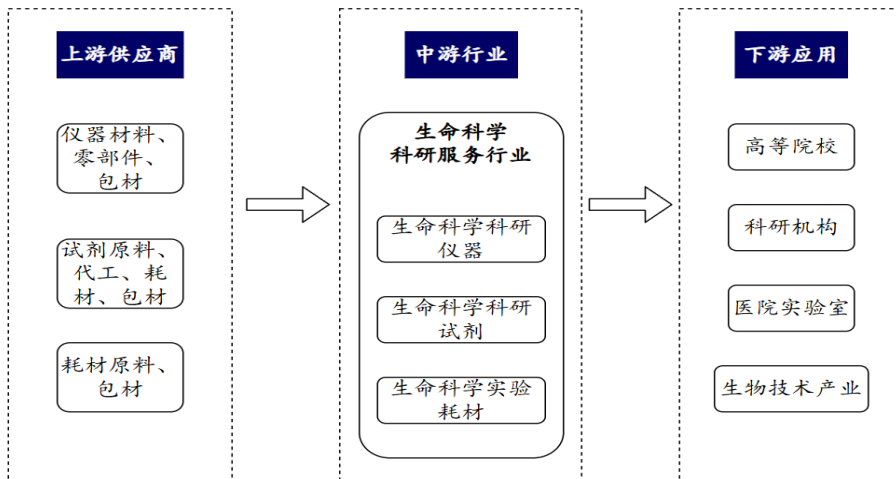 上游供应商
仪器材料、
零部件、
包材
试剂原料、
代工、耗
材、包材
耗材原料、
包材
中游行业
生命科学
科研服务行业
生命科学科研
仪器
生命科学科研
试剂
生命科学实验
耗材
下游应用
高等院校
科研机构
医院实验室
生物技术产业